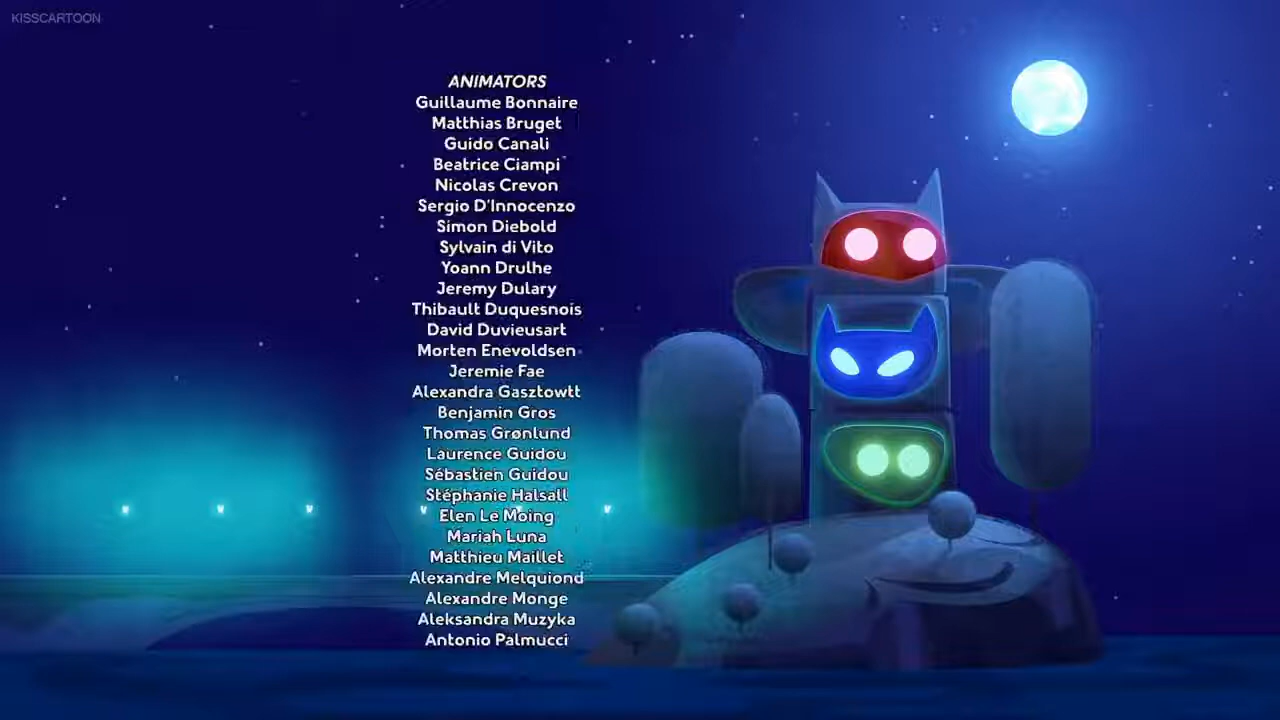 KISSCARTOON
ANIMATORS
Guillaume Bonnaire
Matthias Bruget
Guido Canali
Beatrice Ciampi
Nicolas Crevon
Sergio D'Innocenzo
Simon Diebold
Sylvain di Vito
Yoann Drulhe
Jeremy Dulary
Thibault Duquesnois
David Duvieusart
Morten Enevoldsen
Jeremie Fae
Alexandra Gasztowtt
Benjamin Gros
Thomas Grønlund
Laurence Guidou
Sébastien Guidou
Stéphanie Halsall
Elen Le Moing
Mariah Luna
Matthieu Maillet
Alexandre Melquiond
Alexandre Monge
Aleksandra Muzyka
Antonio Palmucci